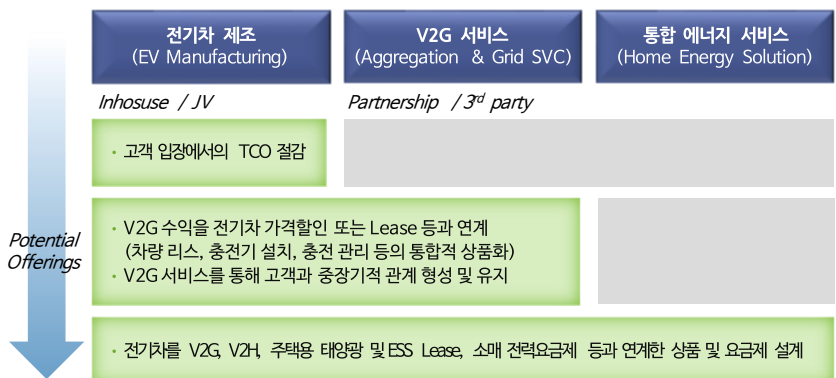 전기차 제조
(EV Manufacturing)
V2G 서비스
(Aggregation & Grid SVC)
통합 에너지 서비스
(Home Energy Solution)
Inhosuse / JV
Partnership / 3rd party
• 고객 입장에서의 TCO 절감
Potential
Offerings
• V2G 수익을 전기차 가격할인 또는 Lease 등과 연계
(차량 리스, 충전기 설치, 충전 관리 등의 통합적 상품화)
• V2G 서비스를 통해 고객과 중장기적 관계 형성 및 유지
• 전기차를 V2G, V2H, 주택용 태양광 및 ESS Lease, 소매 전력요금제 등과 연계한 상품 및 요금제 설계